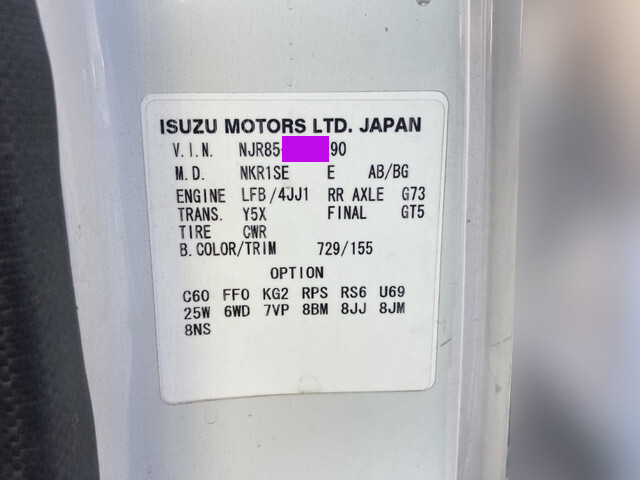 ISUZU MOTORS LTD. JAPAN
V.I.N. NJR85- 90
M.D. NKR1SE E AB/BG
ENGINE LFB/4JJ1 RR AXLE G73
TRANS. Y5X FINAL GT5
TIRE CWR
B.COLOR/TRIM 729/155
OPTION
C60 FF0 KG2 RPS RS6 U69
25W 6WD 7VP 8BM 8JJ 8JM
8NS